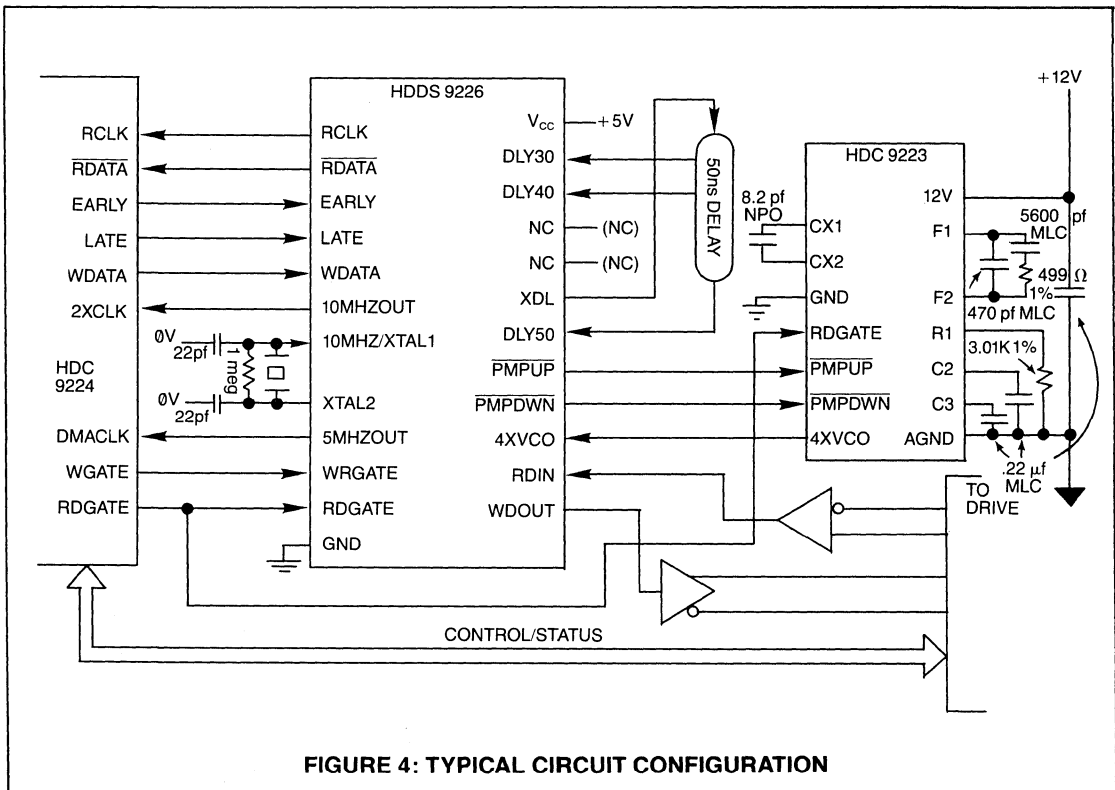 RCLK
RDATA
EARLY
LATE
WDATA
2XCLK
HDC
9224
DMACLK
WGATE
RDGATE
HDDS 9226
RCLK
RDATA
EARLY
LATE
WDATA
10MHZOUT
10MHZ/XTAL1
XTAL2
5MHZOUT
WRGATE
RDGATE
GND
0V
22pf
1 meg
0V
22pf
VCC
+5V
DLY30
DLY40
NC
(NC)
NC
(NC)
XDL
DLY50
PMPUP
PMPDWN
4XVCO
RDIN
WDOUT
50ns DELAY
8.2 pf
NPO
HDC 9223
CX1
CX2
GND
RDGATE
PMPUP
PMPDWN
4XVCO
12V
F1
F2
R1
C2
C3
AGND
+12V
5600 pf
MLC
499 Ω
1%
470 pf MLC
3.01K 1%
.22 µf
MLC
TO
DRIVE
CONTROL/STATUS
FIGURE 4: TYPICAL CIRCUIT CONFIGURATION